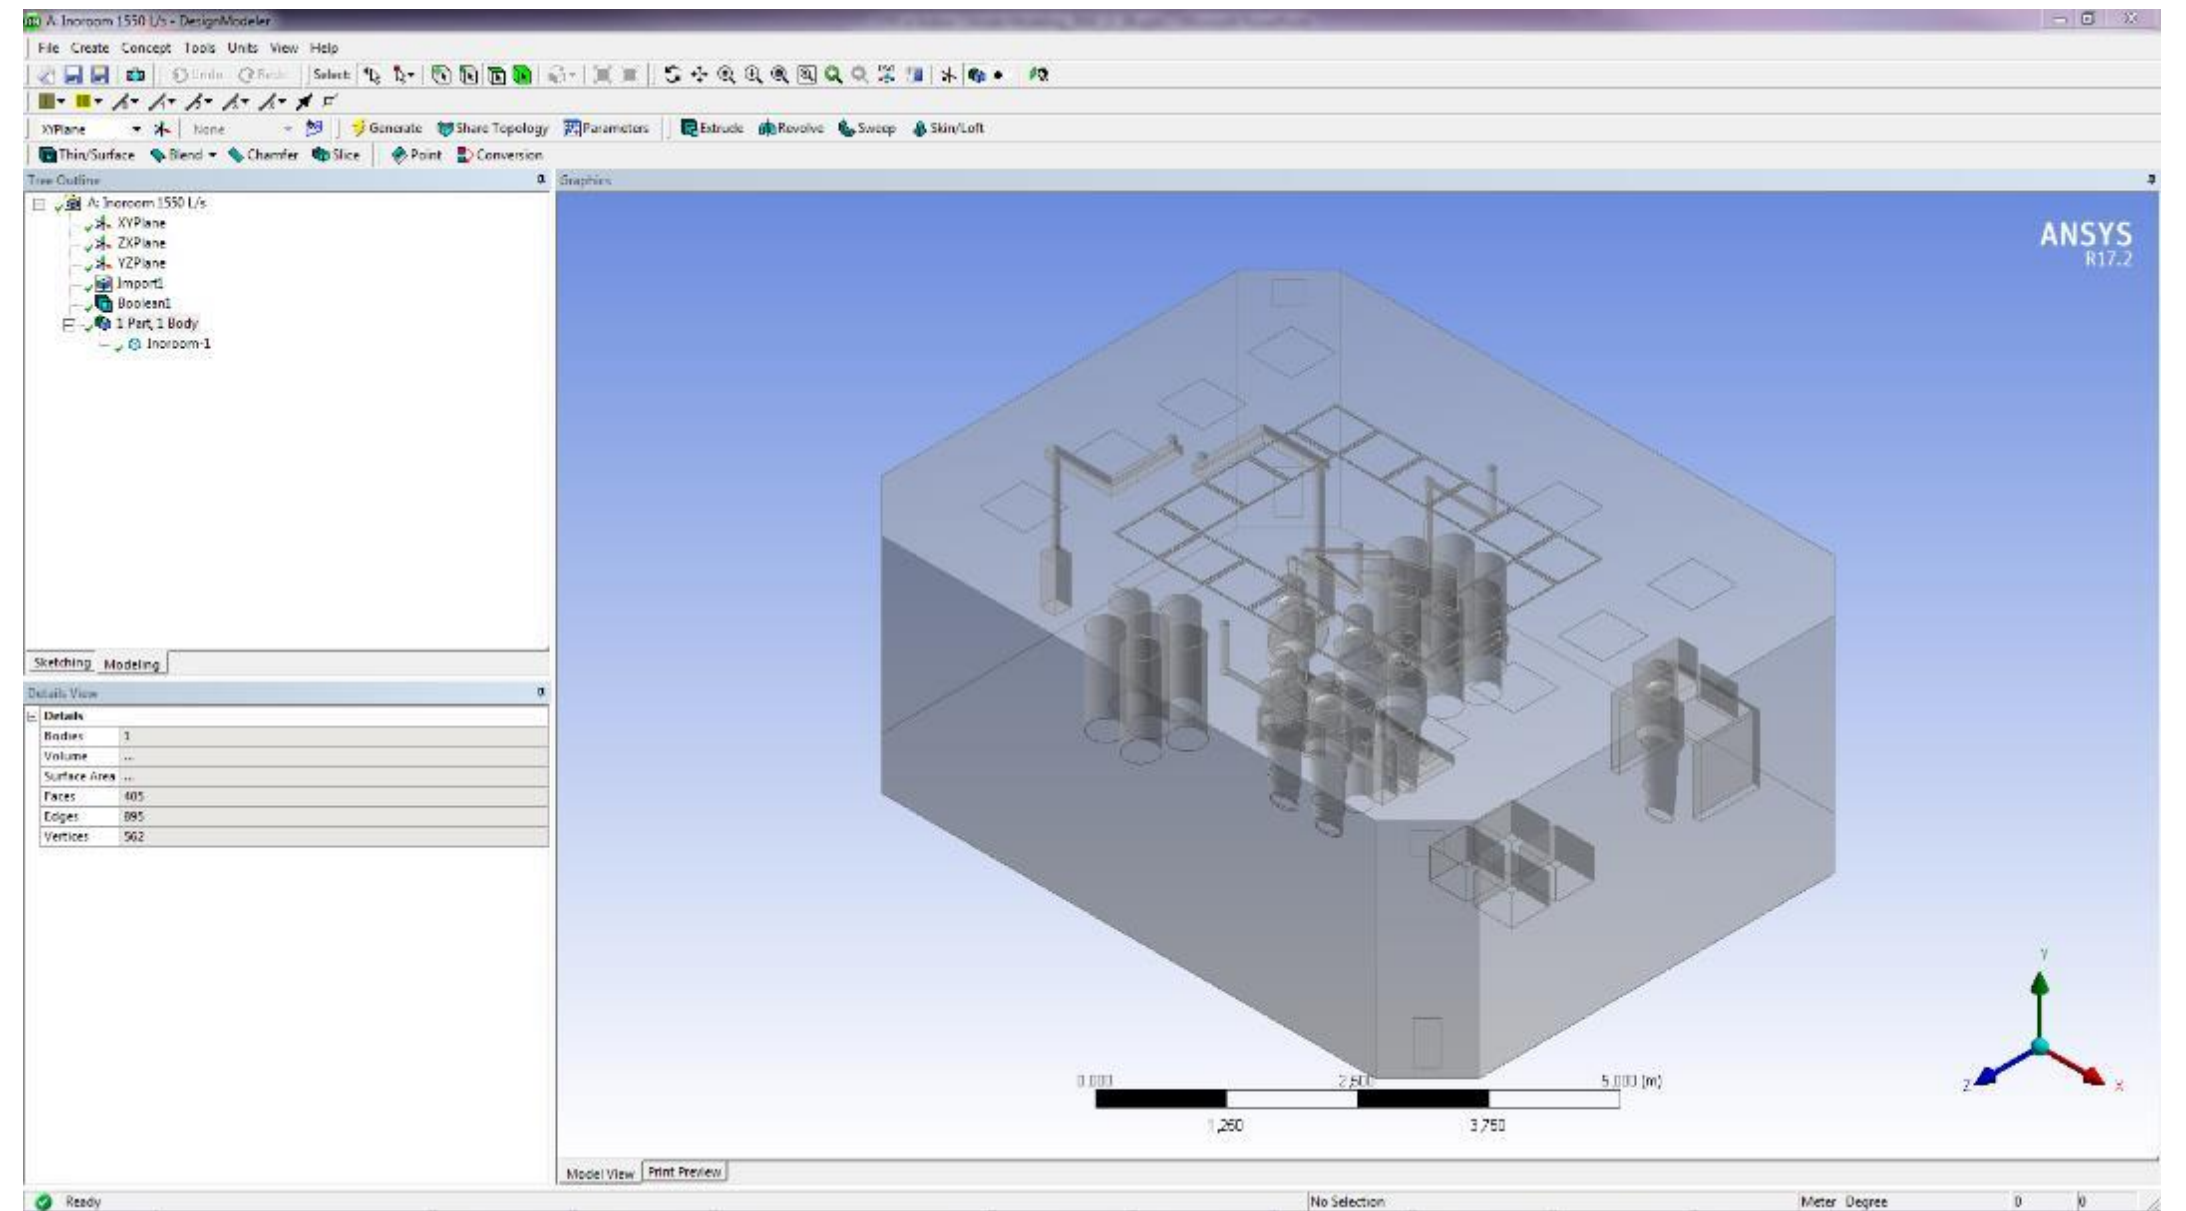 A: Inoroom 1550 L/s - DesignModeler
File Create Concept Tools Units View Help
Undo Redo Select:
XYPlane None Generate Share Topology Parameters Extrude Revolve Sweep Skin/Loft
Thin/Surface Blend Chamfer Slice Point Conversion
Tree Outline
A: Inoroom 1550 L/s
XYPlane
ZXPlane
YZPlane
Import1
Boolean1
1 Part, 1 Body
Inoroom-1
Sketching Modeling
Details View
Details
Bodies 1
Volume ...
Surface Area ...
Faces 405
Edges 895
Vertices 562
Graphics
ANSYS
R17.2
Y
Z X
0.000 2,500 5.000 (m)
1,250 3,750
Model View Print Preview
Ready No Selection Meter Degree 0 0